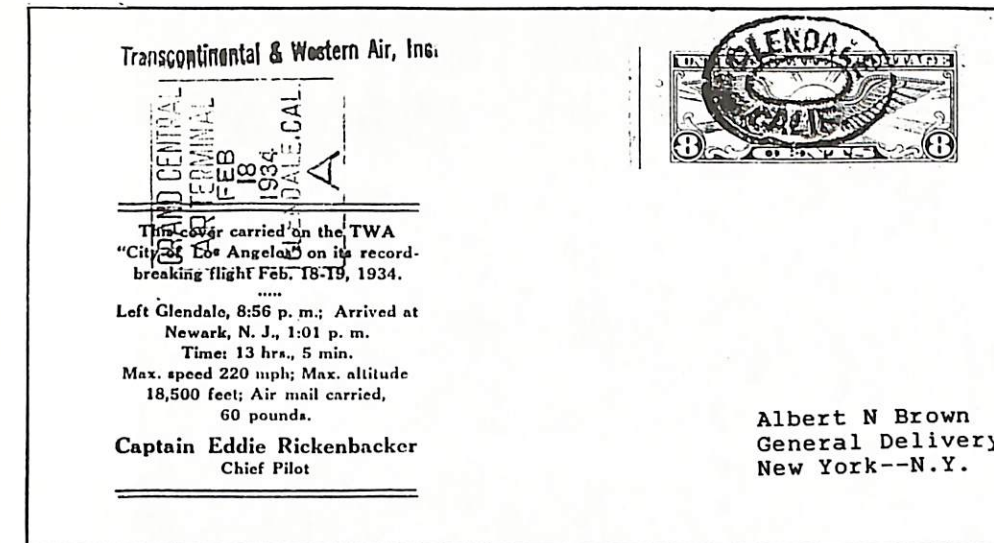 Transcontinental & Western Air, Inc.
GRAND CENTRAL
AIR TERMINAL
FEB
18
1934
GLENDALE, CAL.
A
GLENDALE
CALIF
8 CENTS 8
This cover carried on the TWA
"City of Los Angeles" on its record-
breaking flight Feb. 18-19, 1934.
.....
Left Glendale, 8:56 p. m.; Arrived at
Newark, N. J., 1:01 p. m.
Time: 13 hrs., 5 min.
Max. speed 220 mph; Max. altitude
18,500 feet; Air mail carried,
60 pounds.
Captain Eddie Rickenbacker
Chief Pilot
Albert N Brown
General Delivery
New York--N.Y.